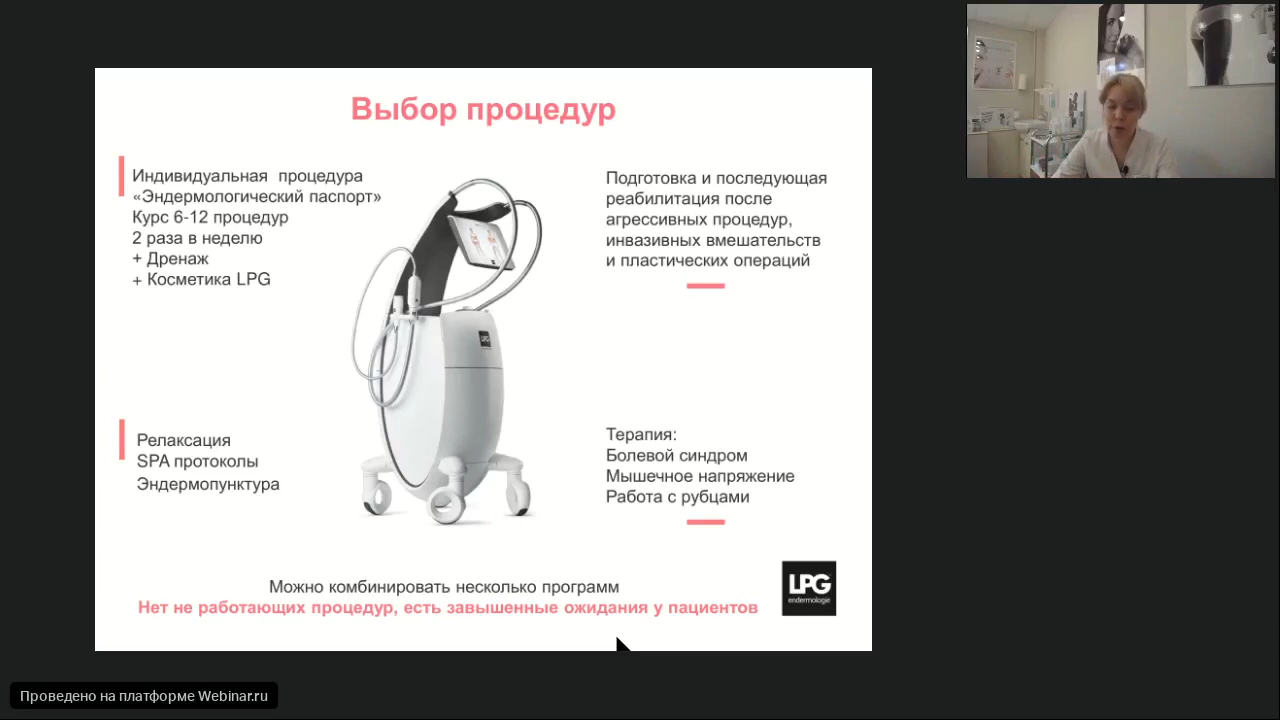 Выбор процедур
Индивидуальная процедура
«Эндермологический паспорт»
Курс 6-12 процедур
2 раза в неделю
+ Дренаж
+ Косметика LPG
Подготовка и последующая
реабилитация после
агрессивных процедур,
инвазивных вмешательств
и пластических операций
LPG
Релаксация
SPA протоколы
Эндермопунктура
Терапия:
Болевой синдром
Мышечное напряжение
Работа с рубцами
Можно комбинировать несколько программ
Нет не работающих процедур, есть завышенные ожидания у пациентов
LPG
endermologie
Проведено на платформе Webinar.ru